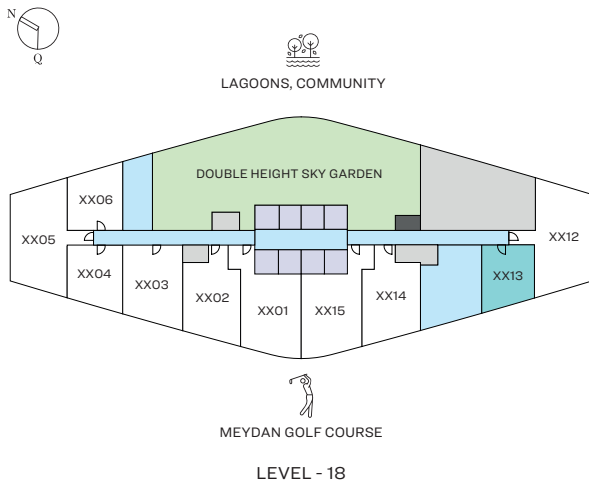 N
Q
LAGOONS, COMMUNITY
DOUBLE HEIGHT SKY GARDEN
XX06
XX05
XX12
XX04
XX03
XX02
XX01
XX15
XX14
XX13
MEYDAN GOLF COURSE
LEVEL - 18